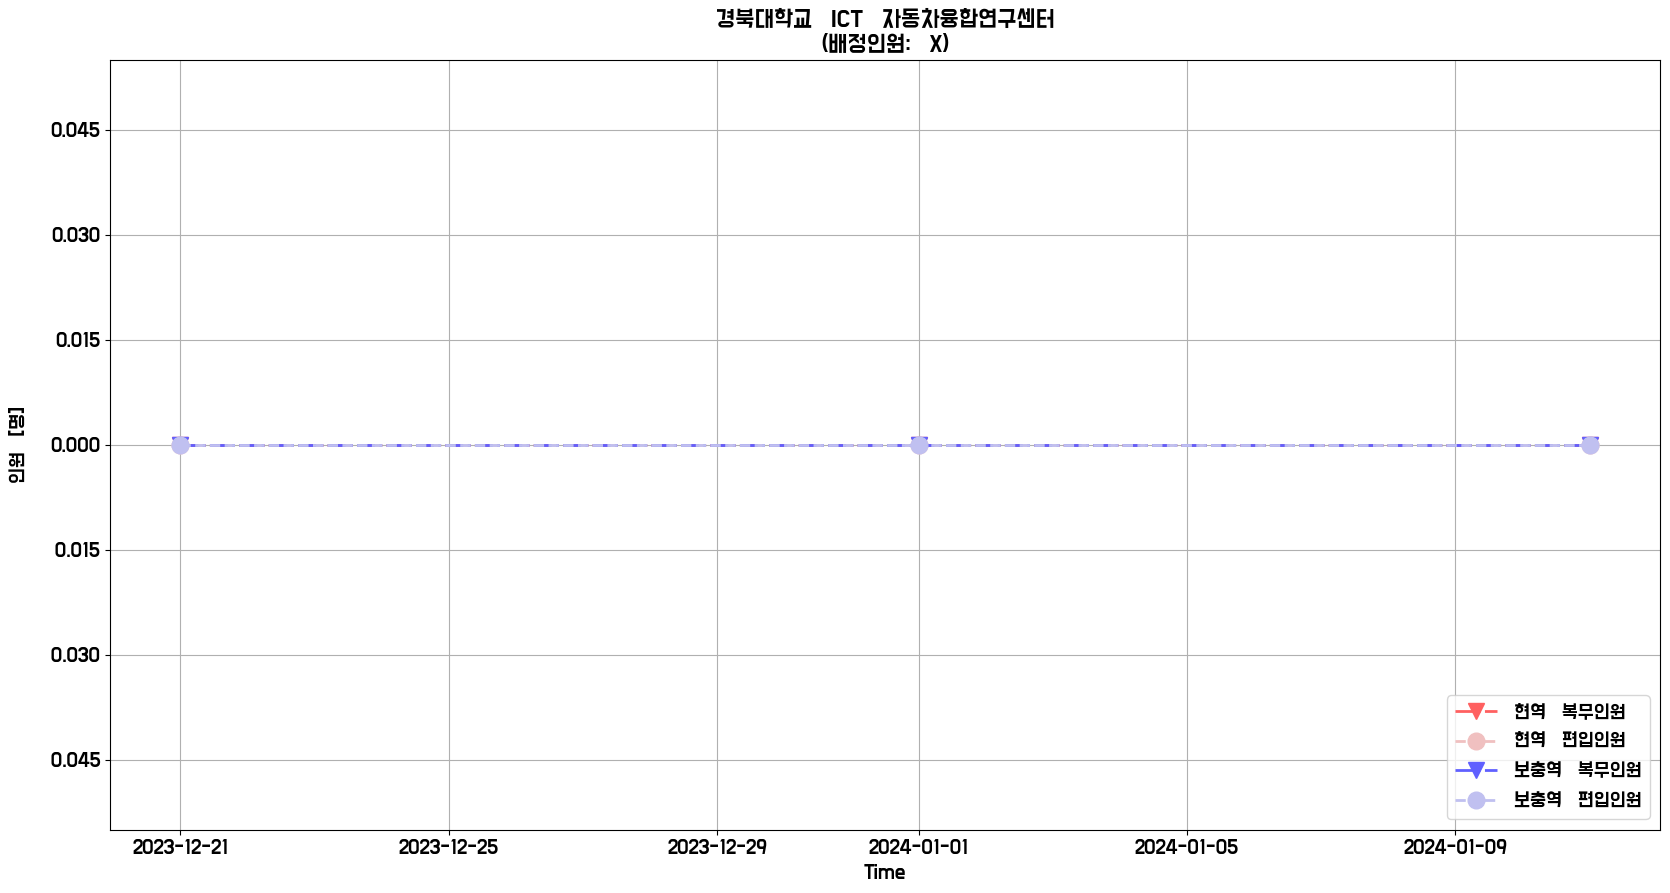 경북대학교 ICT 자동차융합연구센터
(배정인원: X)
0.045
0.030
0.015
0.000
0.015
0.030
0.045
인원 [명]
현역 복무인원
현역 편입인원
보충역 복무인원
보충역 편입인원
2023-12-21
2023-12-25
2023-12-29
2024-01-01
2024-01-05
2024-01-09
Time